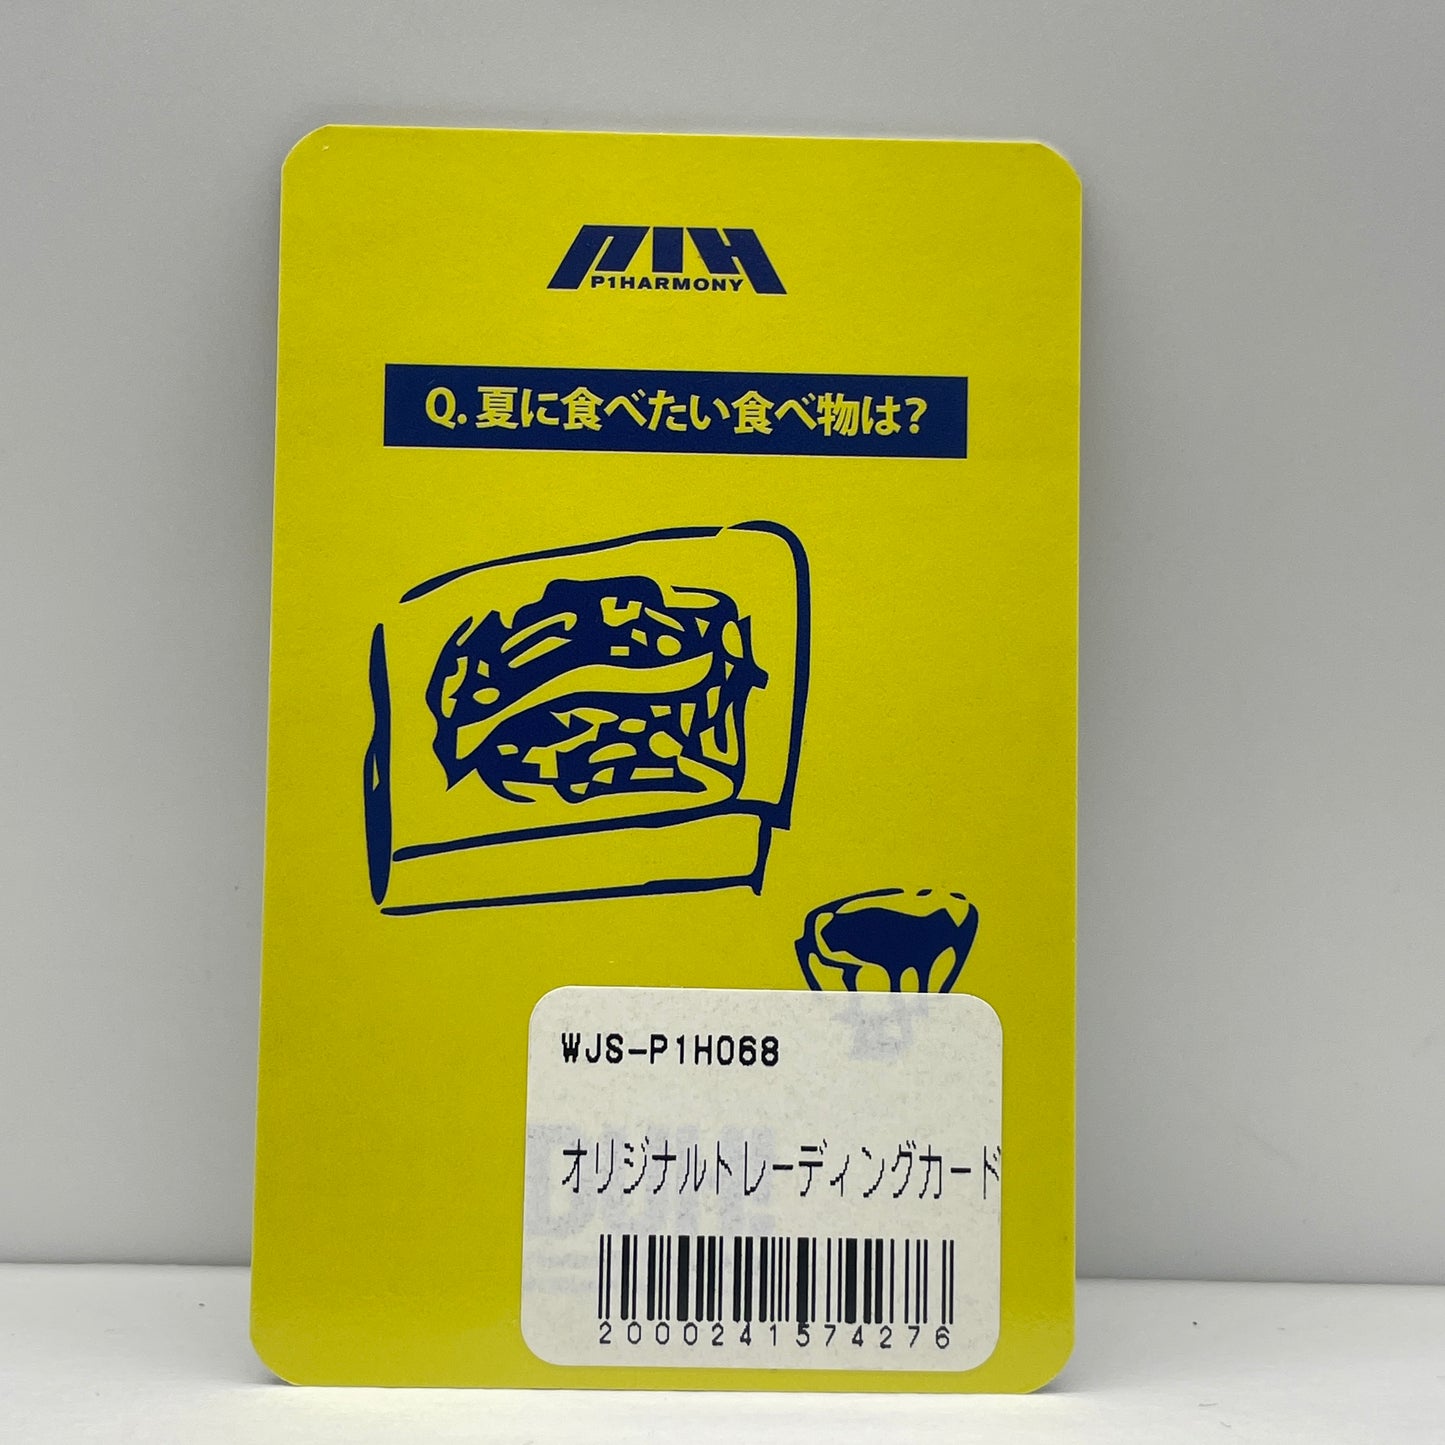 P1H
P1HARMONY
Q. 夏に食べたい食べ物は？
WJS-P1H068
オリジナルトレーディングカード
2000241574276